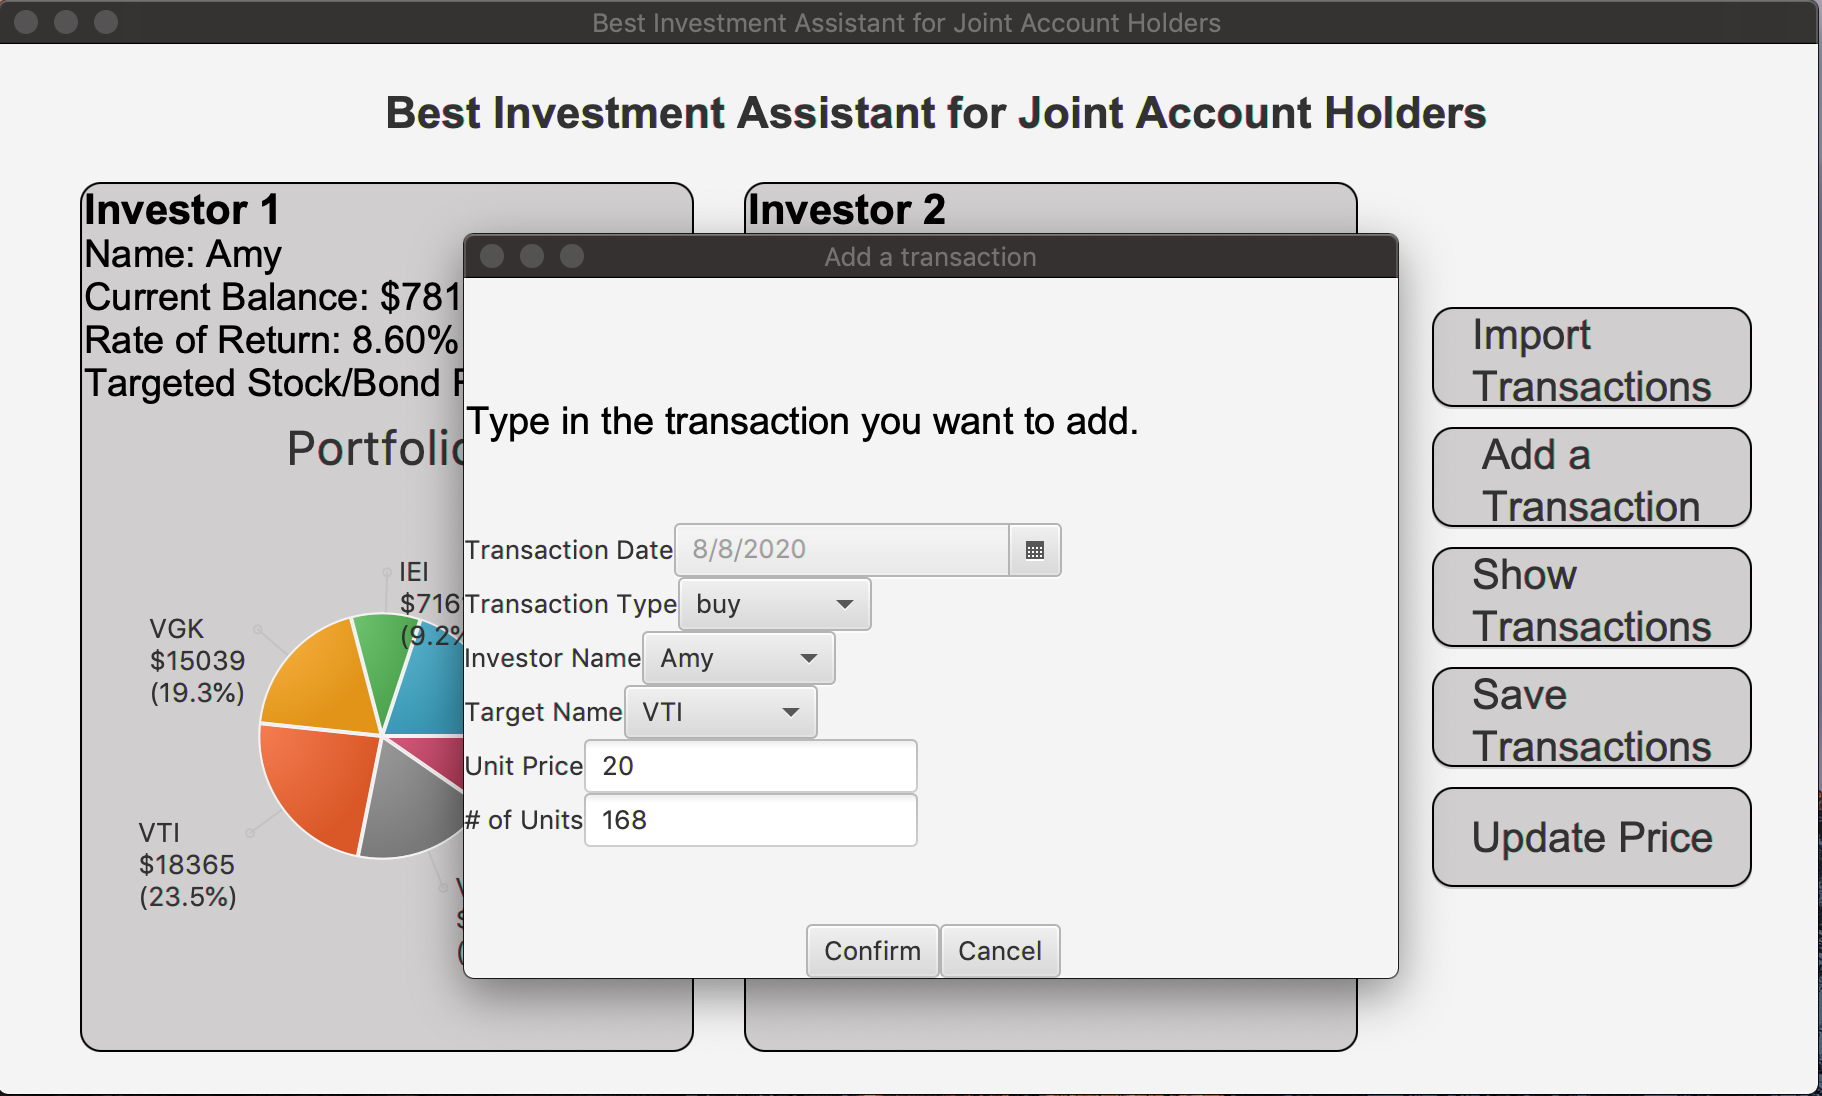 Best Investment Assistant for Joint Account Holders
Best Investment Assistant for Joint Account Holders
Investor 1
Name: Amy
Current Balance: $781
Rate of Return: 8.60%
Targeted Stock/Bond
Portfolio
IEI
$716
(9.2%
VGK
$15039
(19.3%)
VTI
$18365
(23.5%)
Investor 2
Add a transaction
Type in the transaction you want to add.
Transaction Date 8/8/2020
Transaction Type buy
Investor Name Amy
Target Name VTI
Unit Price 20
# of Units 168
Confirm Cancel
Import
Transactions
Add a
Transaction
Show
Transactions
Save
Transactions
Update Price